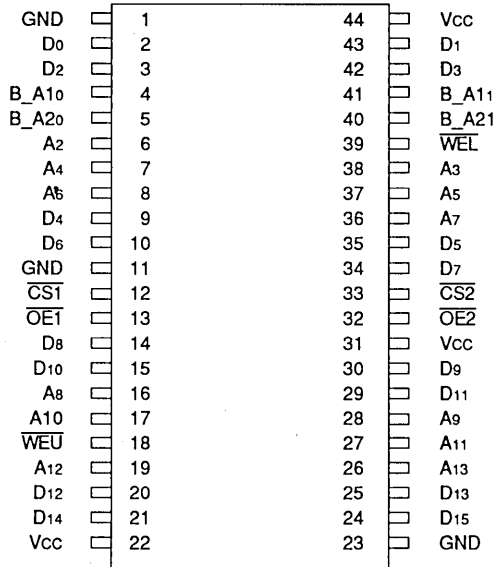 GND 1 44 Vcc
D0 2 43 D1
D2 3 42 D3
B_A10 4 41 B_A11
B_A20 5 40 B_A21
A2 6 39 WEL
A4 7 38 A3
A6 8 37 A5
D4 9 36 A7
D6 10 35 D5
GND 11 34 D7
CS1 12 33 CS2
OE1 13 32 OE2
D8 14 31 Vcc
D10 15 30 D9
A8 16 29 D11
A10 17 28 A9
WEU 18 27 A11
A12 19 26 A13
D12 20 25 D13
D14 21 24 D15
Vcc 22 23 GND